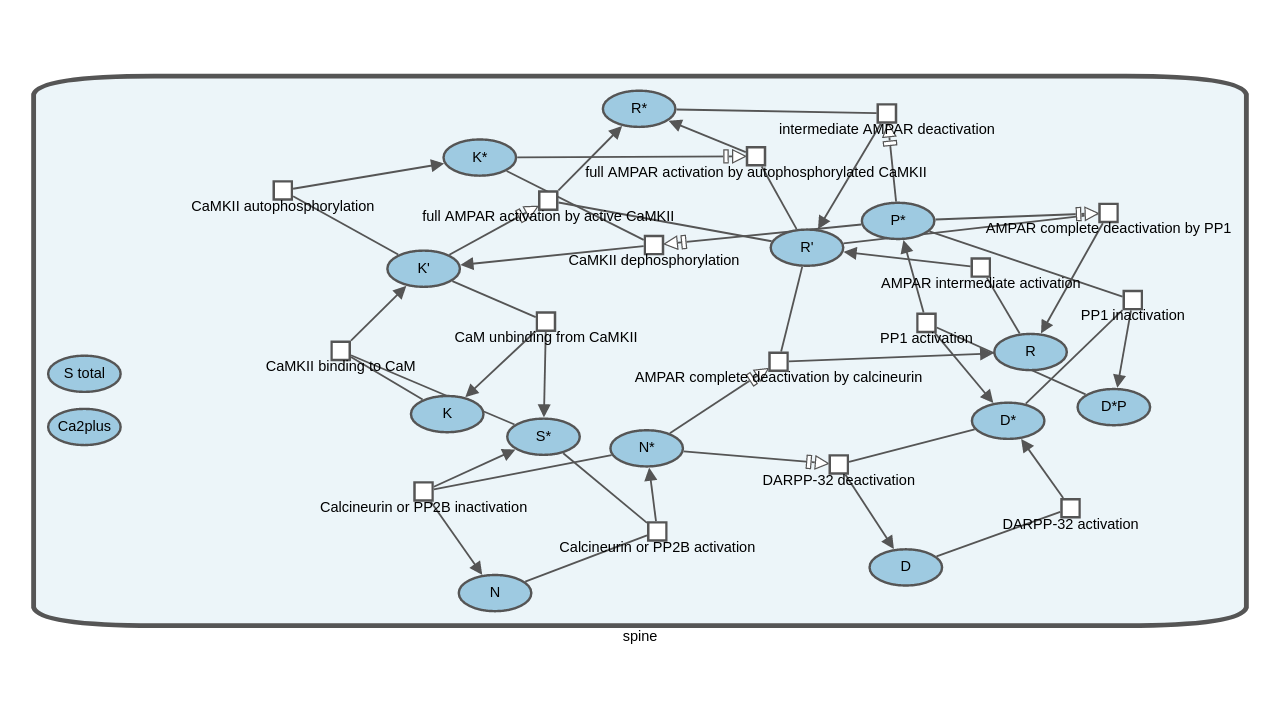 R*
intermediate AMPAR deactivation
K*
full AMPAR activation by autophosphorylated CaMKII
CaMKII autophosphorylation
full AMPAR activation by active CaMKII
P*
AMPAR complete deactivation by PP1
R'
CaMKII dephosphorylation
K'
AMPAR intermediate activation
PP1 inactivation
CaM unbinding from CaMKII
PP1 activation
R
CaMKII binding to CaM
S total
AMPAR complete deactivation by calcineurin
D*P
K
D*
Ca2plus
S*
N*
DARPP-32 deactivation
Calcineurin or PP2B inactivation
DARPP-32 activation
Calcineurin or PP2B activation
D
N
spine